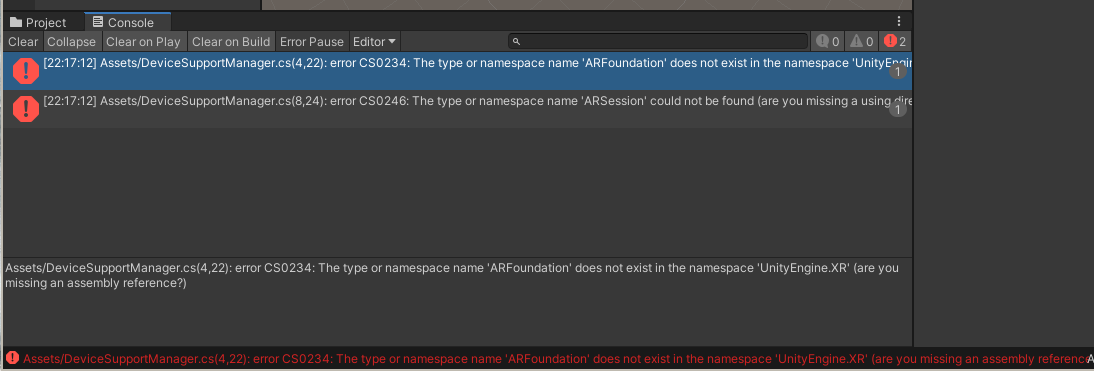 Project
Console
Clear Collapse Clear on Play Clear on Build Error Pause Editor 0 0 2
[22:17:12] Assets/DeviceSupportManager.cs(4,22): error CS0234: The type or namespace name 'ARFoundation' does not exist in the namespace 'UnityEngin
1
[22:17:12] Assets/DeviceSupportManager.cs(8,24): error CS0246: The type or namespace name 'ARSession' could not be found (are you missing a using dire
1
Assets/DeviceSupportManager.cs(4,22): error CS0234: The type or namespace name 'ARFoundation' does not exist in the namespace 'UnityEngine.XR' (are you
missing an assembly reference?)
Assets/DeviceSupportManager.cs(4,22): error CS0234: The type or namespace name 'ARFoundation' does not exist in the namespace 'UnityEngine.XR' (are you missing an assembly reference